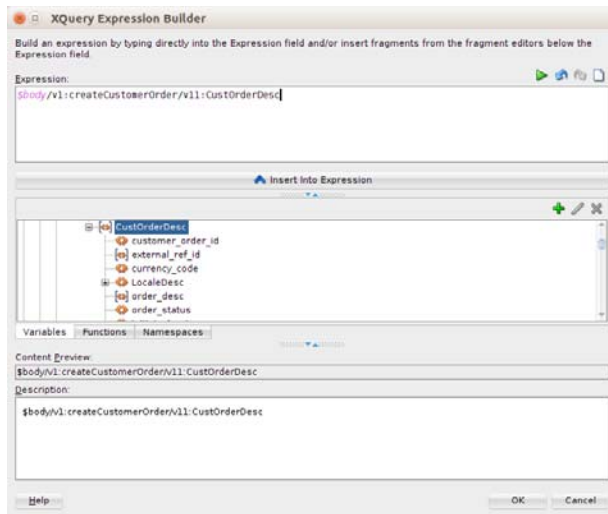 XQuery Expression Builder
Build an expression by typing directly into the Expression field and/or insert fragments from the fragment editors below the
Expression field.
Expression:
$body/v1:createCustomerOrder/v11:CustOrderDesc
Insert Into Expression
CustOrderDesc
customer_order_id
external_ref_id
currency_code
LocaleDesc
order_desc
order_status
Variables Functions Namespaces
Content Preview:
$body/v1:createCustomerOrder/v11:CustOrderDesc
Description:
$body/v1:createCustomerOrder/v11:CustOrderDesc
Help OK Cancel